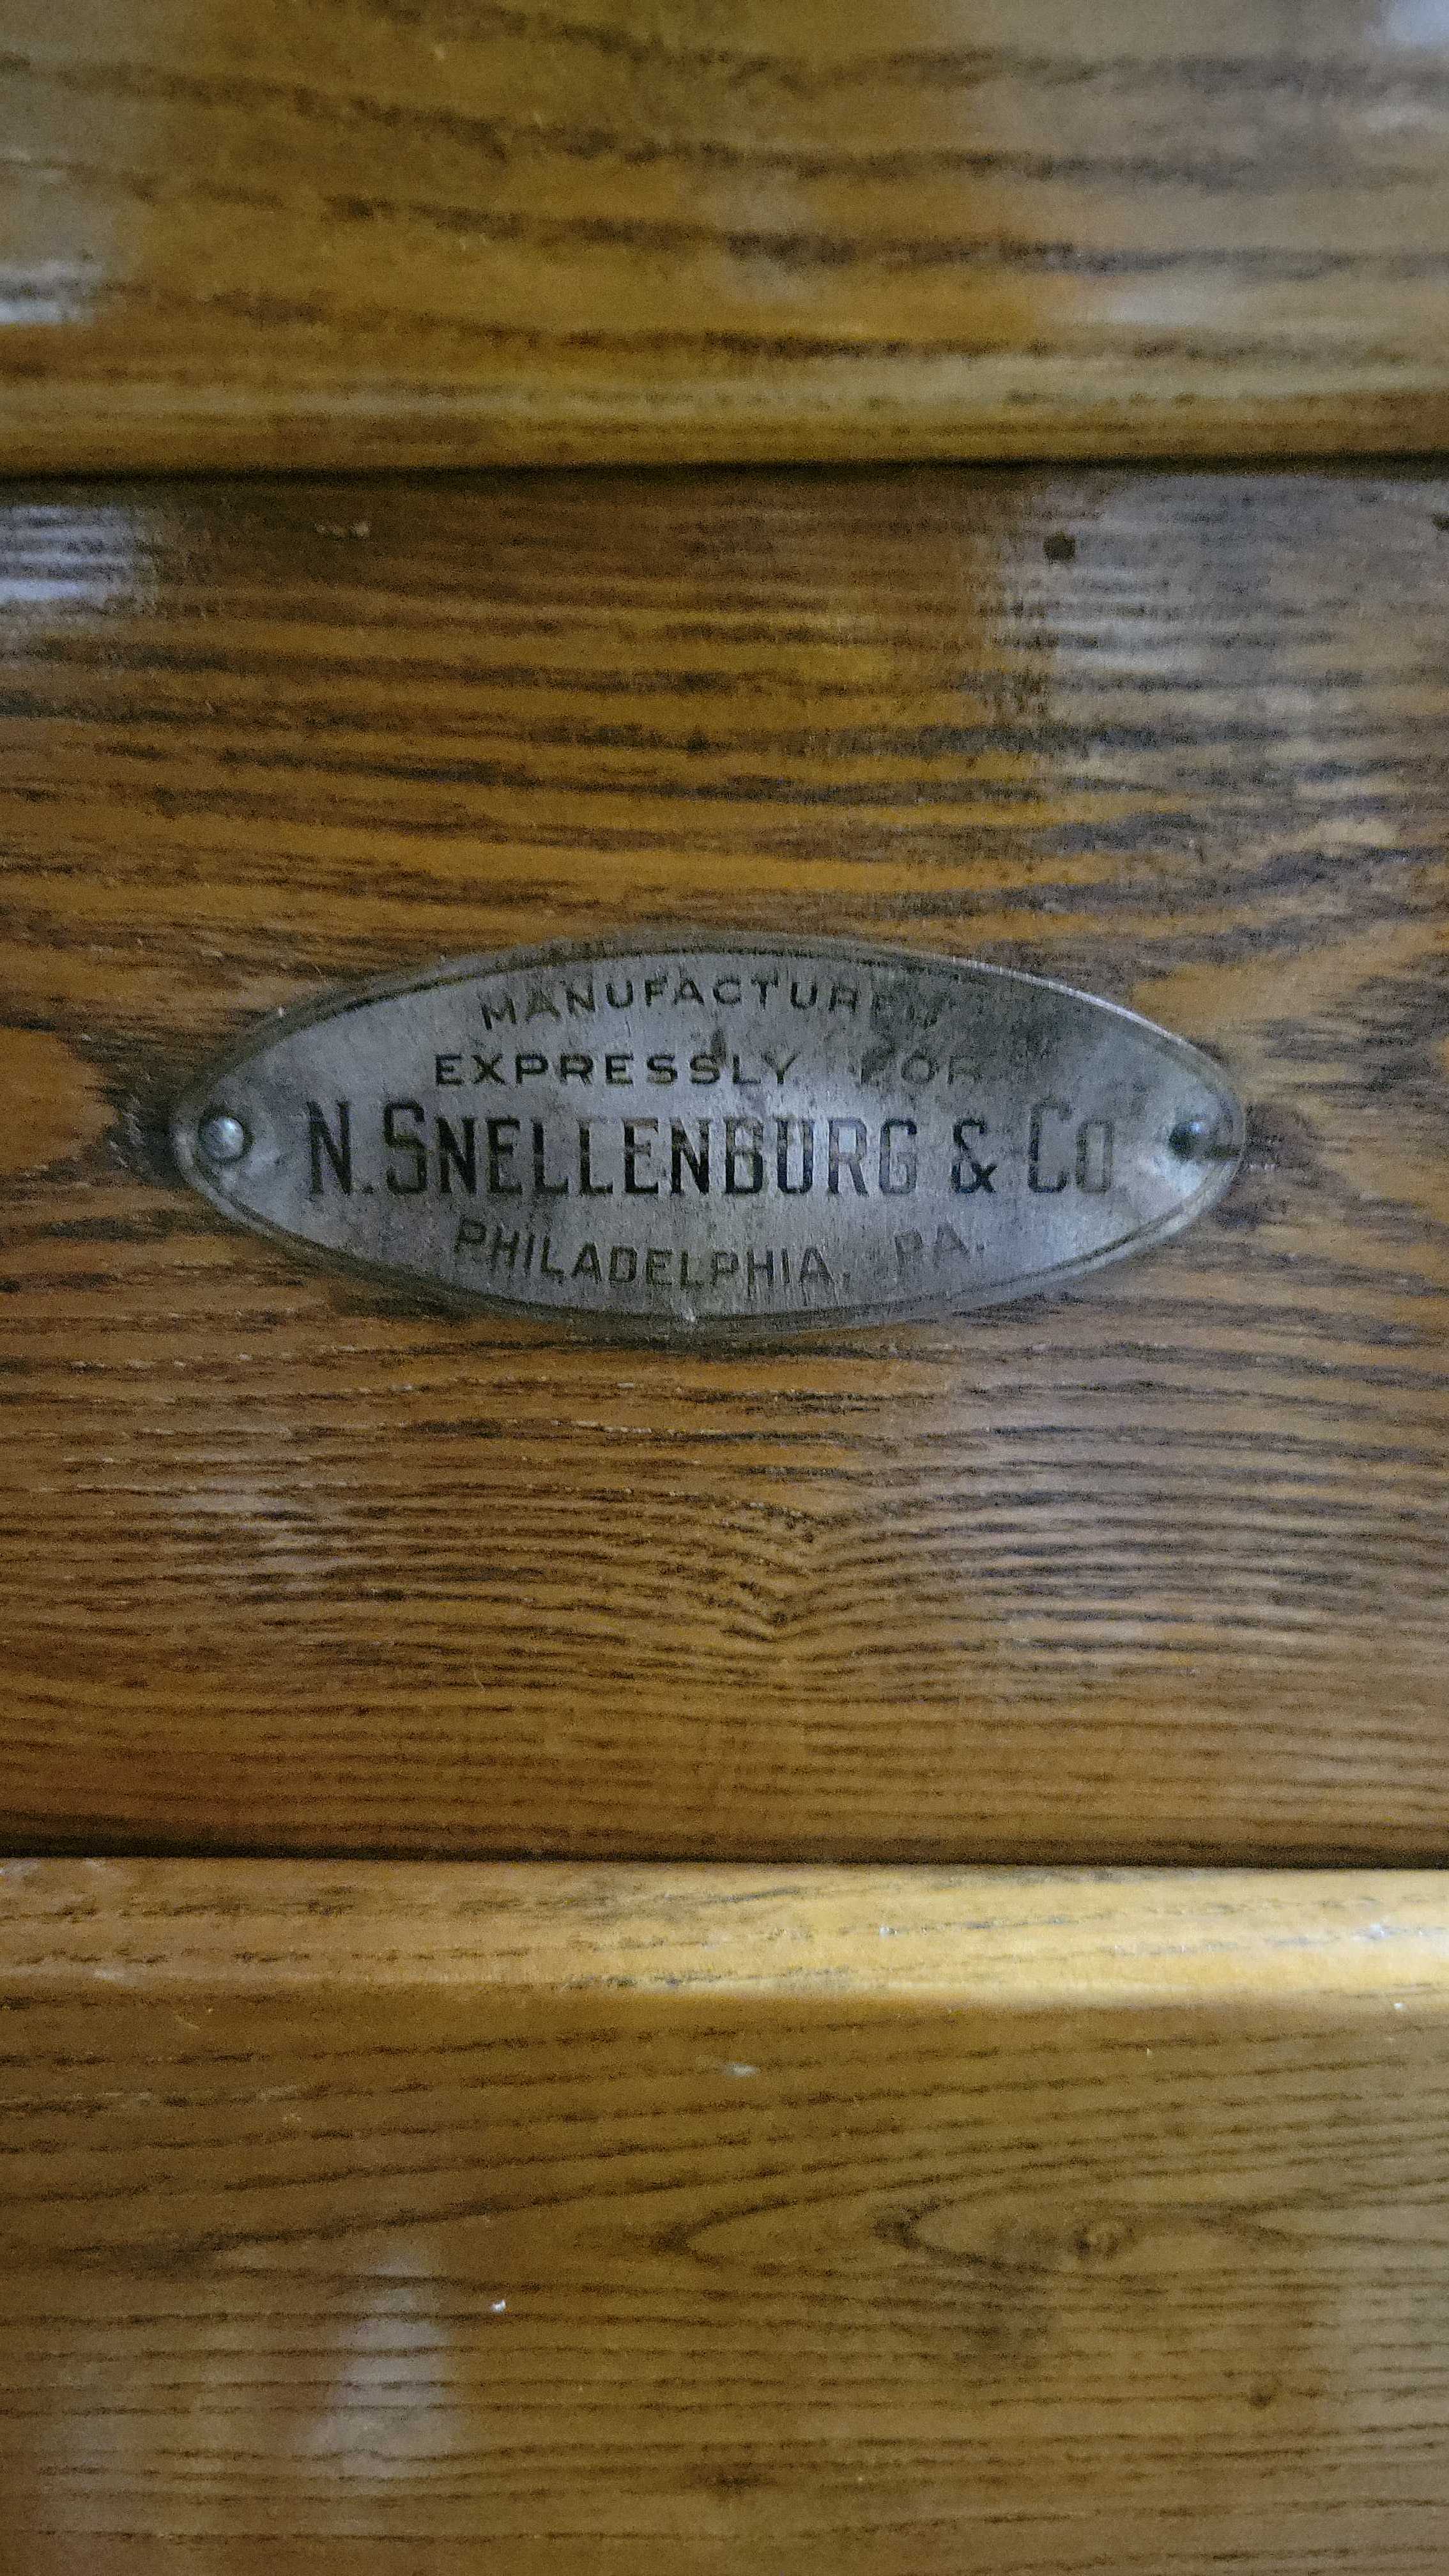 MANUFACTURED
EXPRESSLY FOR
N. SNELLENBURG & CO
PHILADELPHIA, PA.